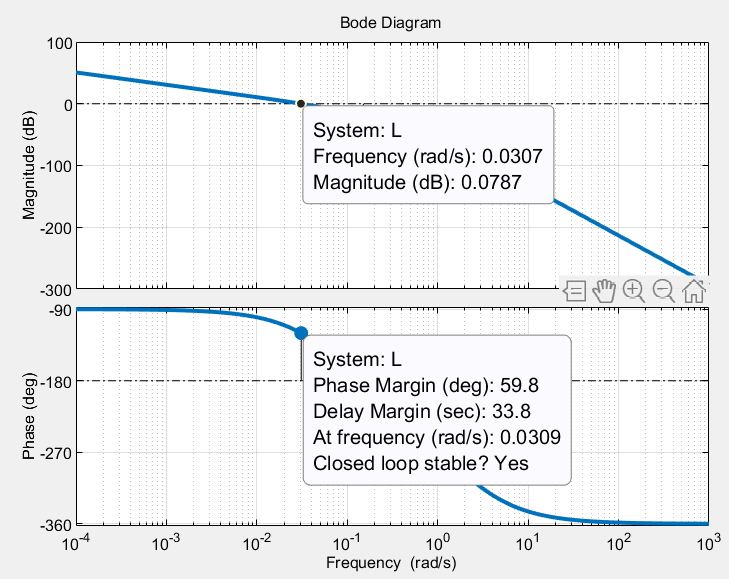 Bode Diagram
100
0
-100
-200
-300
Magnitude (dB)
System: L
Frequency (rad/s): 0.0307
Magnitude (dB): 0.0787
-90
-180
-270
-360
Phase (deg)
System: L
Phase Margin (deg): 59.8
Delay Margin (sec): 33.8
At frequency (rad/s): 0.0309
Closed loop stable? Yes
10^-4 10^-3 10^-2 10^-1 10^0 10^1 10^2 10^3
Frequency (rad/s)